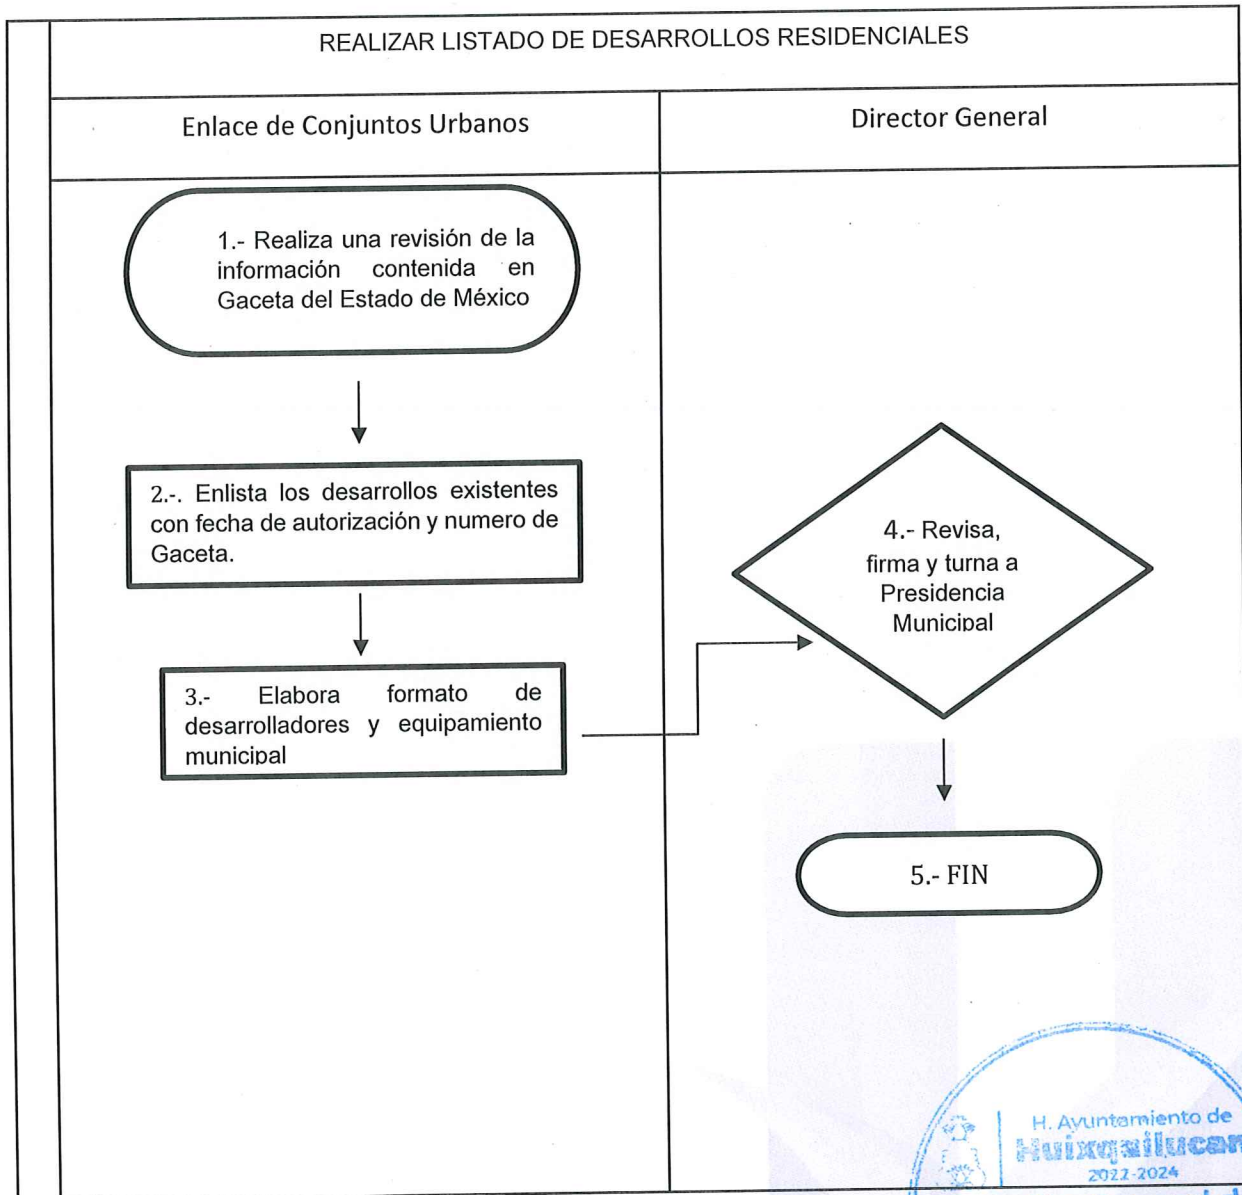 REALIZAR LISTADO DE DESARROLLOS RESIDENCIALES
Enlace de Conjuntos Urbanos
Director General
1.- Realiza una revisión de la
información contenida en
Gaceta del Estado de México
2.-. Enlista los desarrollos existentes
con fecha de autorización y numero de
Gaceta.
3.- Elabora formato de
desarrolladores y equipamiento
municipal
4.- Revisa,
firma y turna a
Presidencia
Municipal
5.- FIN
H. Ayuntamiento de
Huixquilucan
2022-2024